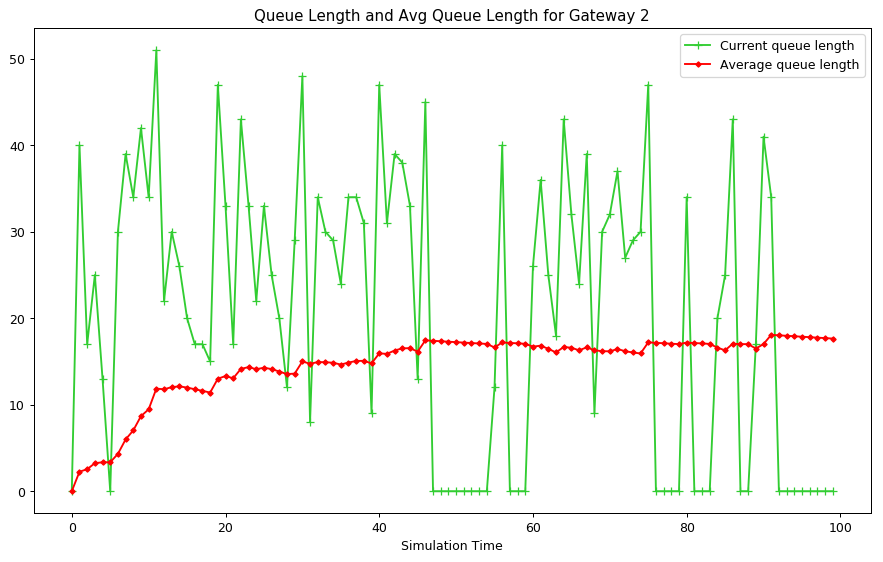 Queue Length and Avg Queue Length for Gateway 2
Current queue length
Average queue length
50
40
30
20
10
0
0 20 40 60 80 100
Simulation Time